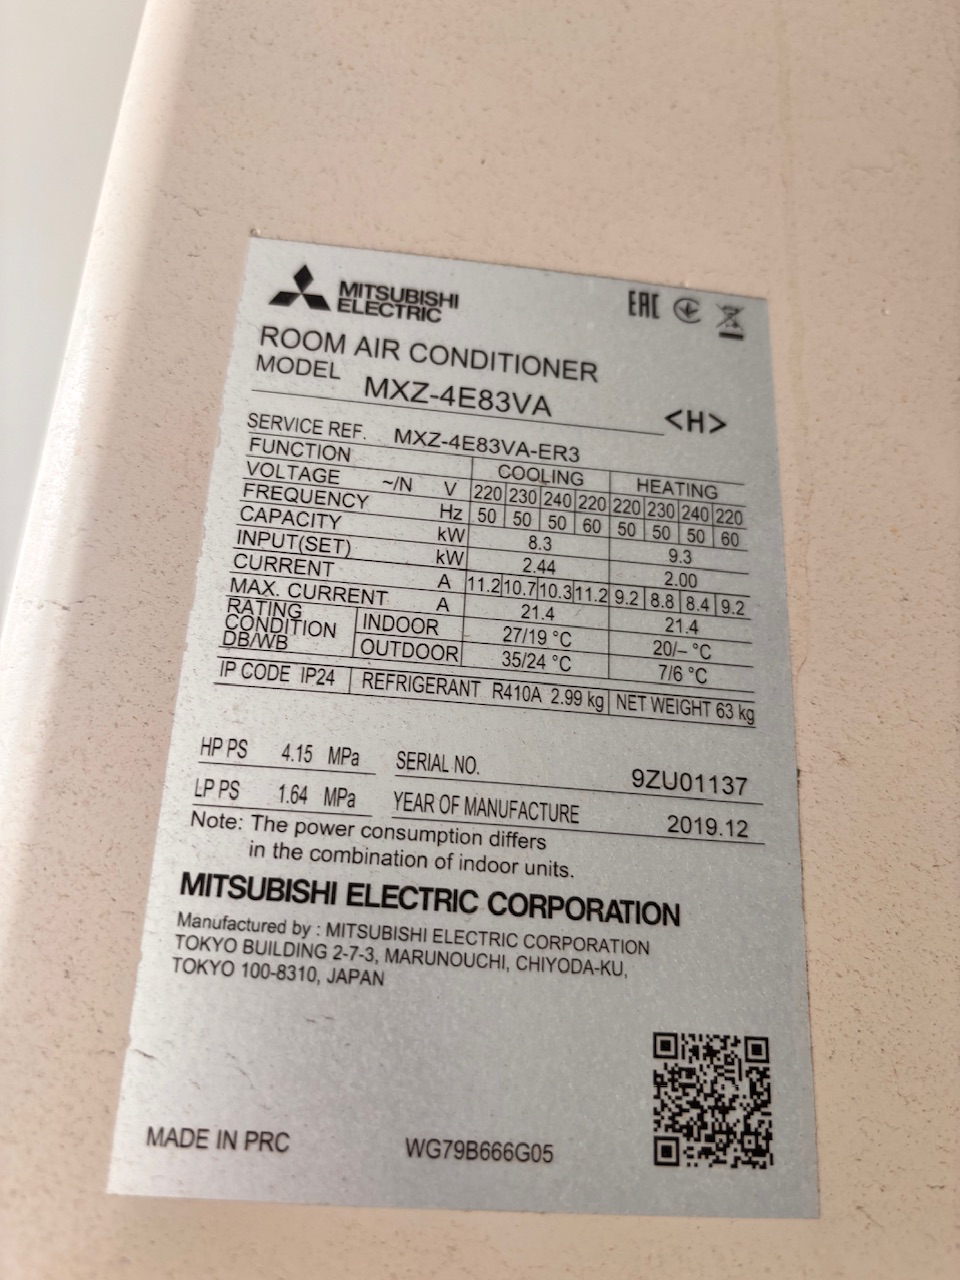 MITSUBISHI
ELECTRIC
EAC
ROOM AIR CONDITIONER
MODEL MXZ-4E83VA <H>
SERVICE REF. MXZ-4E83VA-ER3
FUNCTION COOLING HEATING
VOLTAGE ~/N V 220 230 240 220 220 230 240 220
FREQUENCY Hz 50 50 50 60 50 50 50 60
CAPACITY kW 8.3 9.3
INPUT(SET) kW 2.44 2.00
CURRENT A 11.2 10.7 10.3 11.2 9.2 8.8 8.4 9.2
MAX. CURRENT A 21.4 21.4
RATING
CONDITION
DB/WB
INDOOR 27/19 °C 20/– °C
OUTDOOR 35/24 °C 7/6 °C
IP CODE IP24 REFRIGERANT R410A 2.99 kg NET WEIGHT 63 kg
HP PS 4.15 MPa SERIAL NO. 9ZU01137
LP PS 1.64 MPa YEAR OF MANUFACTURE 2019.12
Note: The power consumption differs
in the combination of indoor units.
MITSUBISHI ELECTRIC CORPORATION
Manufactured by : MITSUBISHI ELECTRIC CORPORATION
TOKYO BUILDING 2-7-3, MARUNOUCHI, CHIYODA-KU,
TOKYO 100-8310, JAPAN
MADE IN PRC WG79B666G05